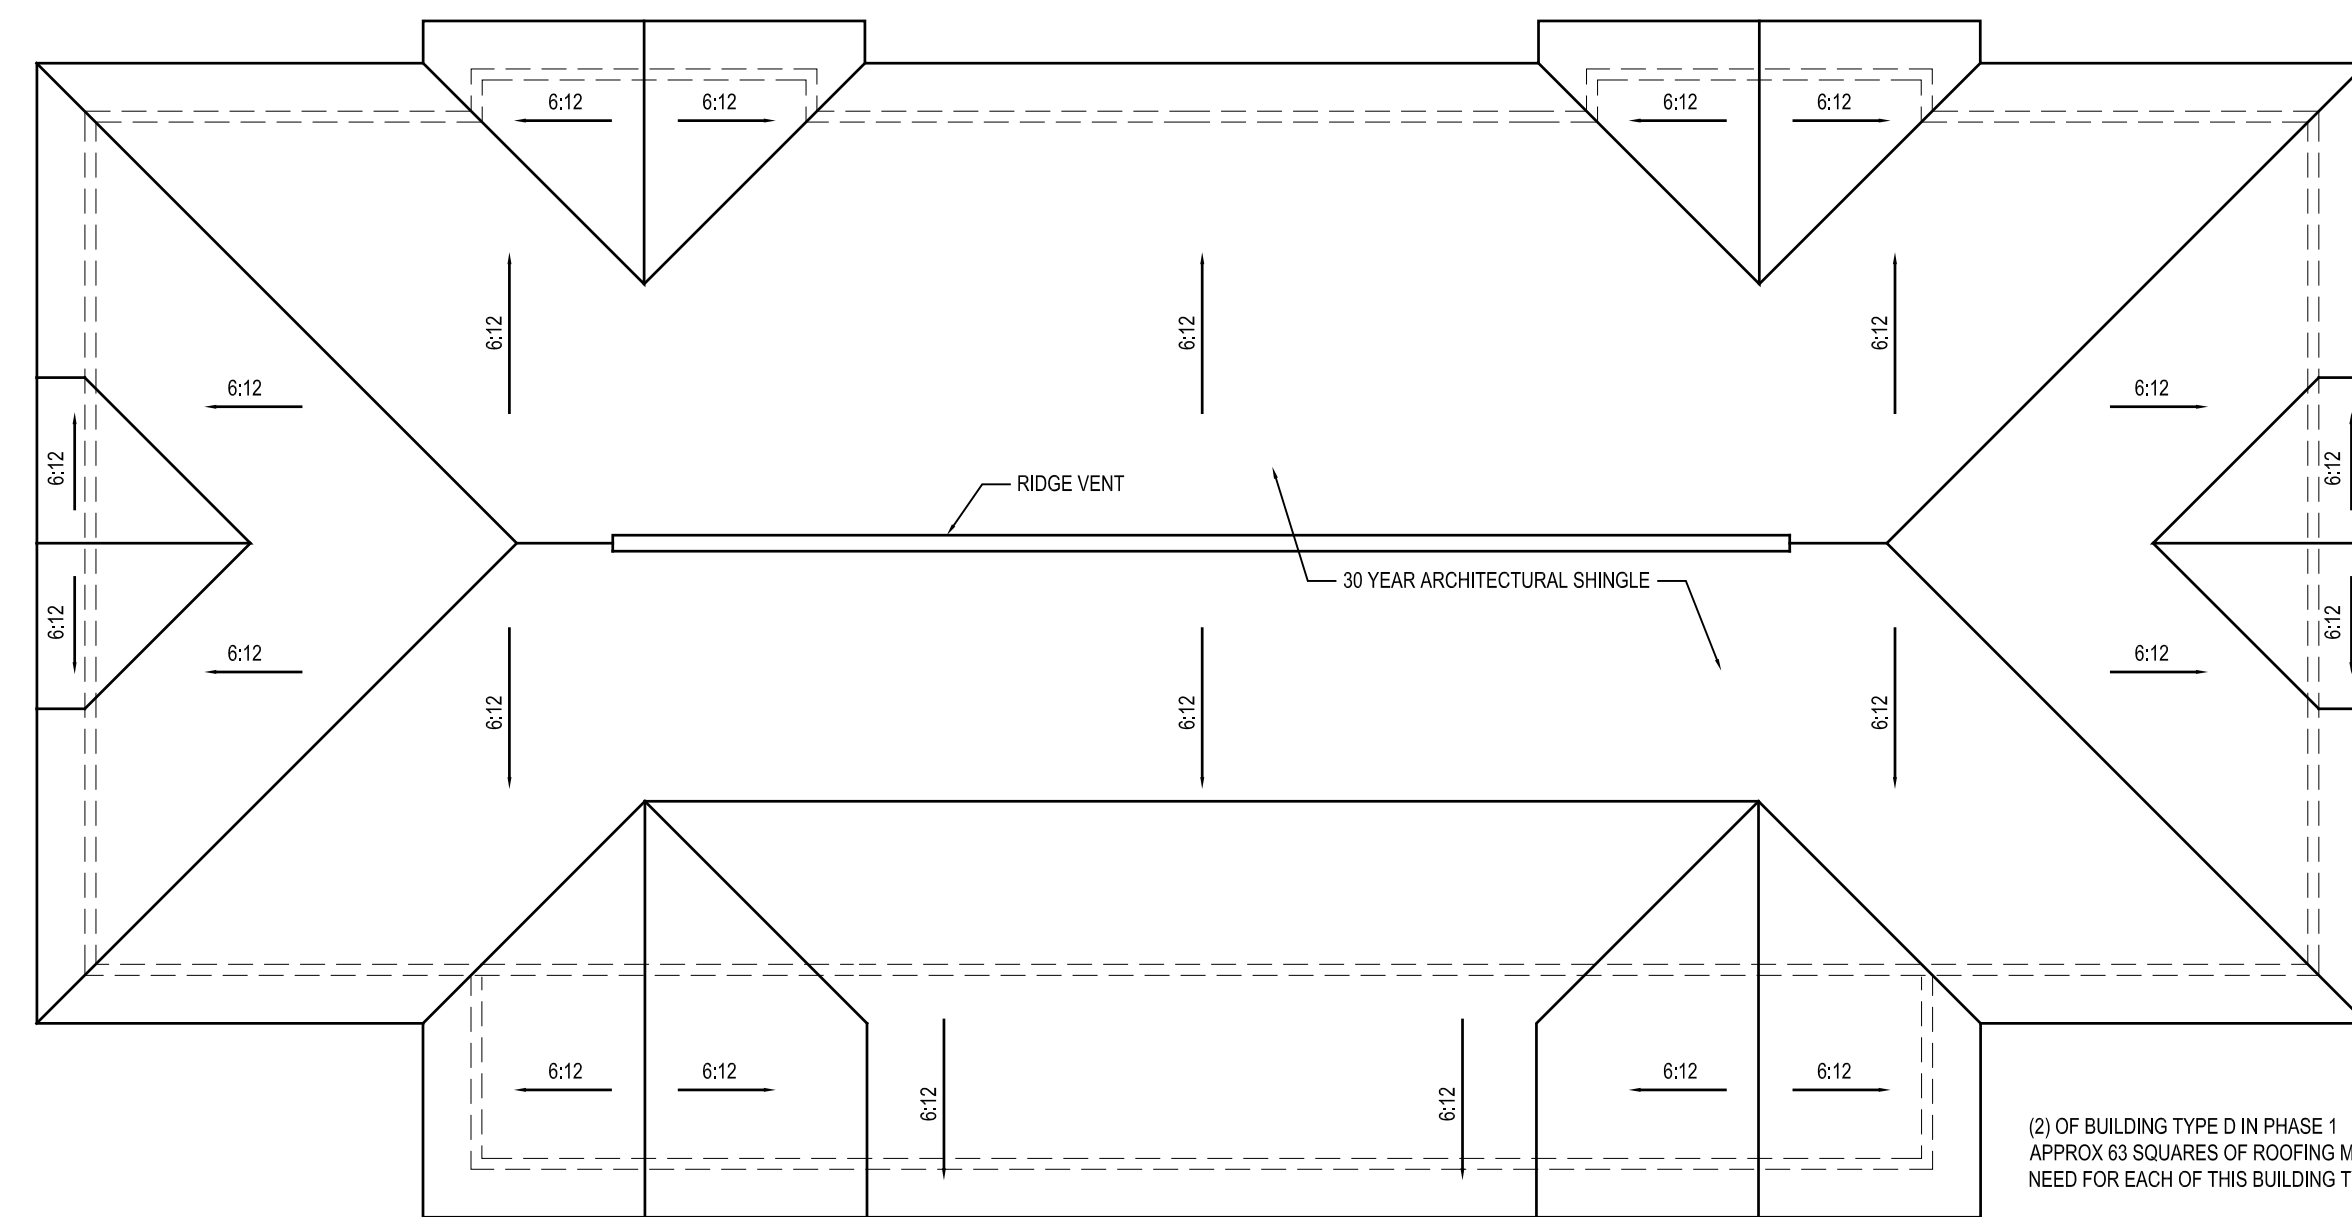 6:12 6:12 6:12 6:12
6:12 6:12 6:12
6:12 6:12
6:12 6:12
RIDGE VENT
30 YEAR ARCHITECTURAL SHINGLE
6:12 6:12
6:12 6:12
6:12 6:12 6:12
6:12 6:12 6:12 6:12
6:12 6:12
(2) OF BUILDING TYPE D IN PHASE 1
APPROX 63 SQUARES OF ROOFING
NEED FOR EACH OF THIS BUILDING